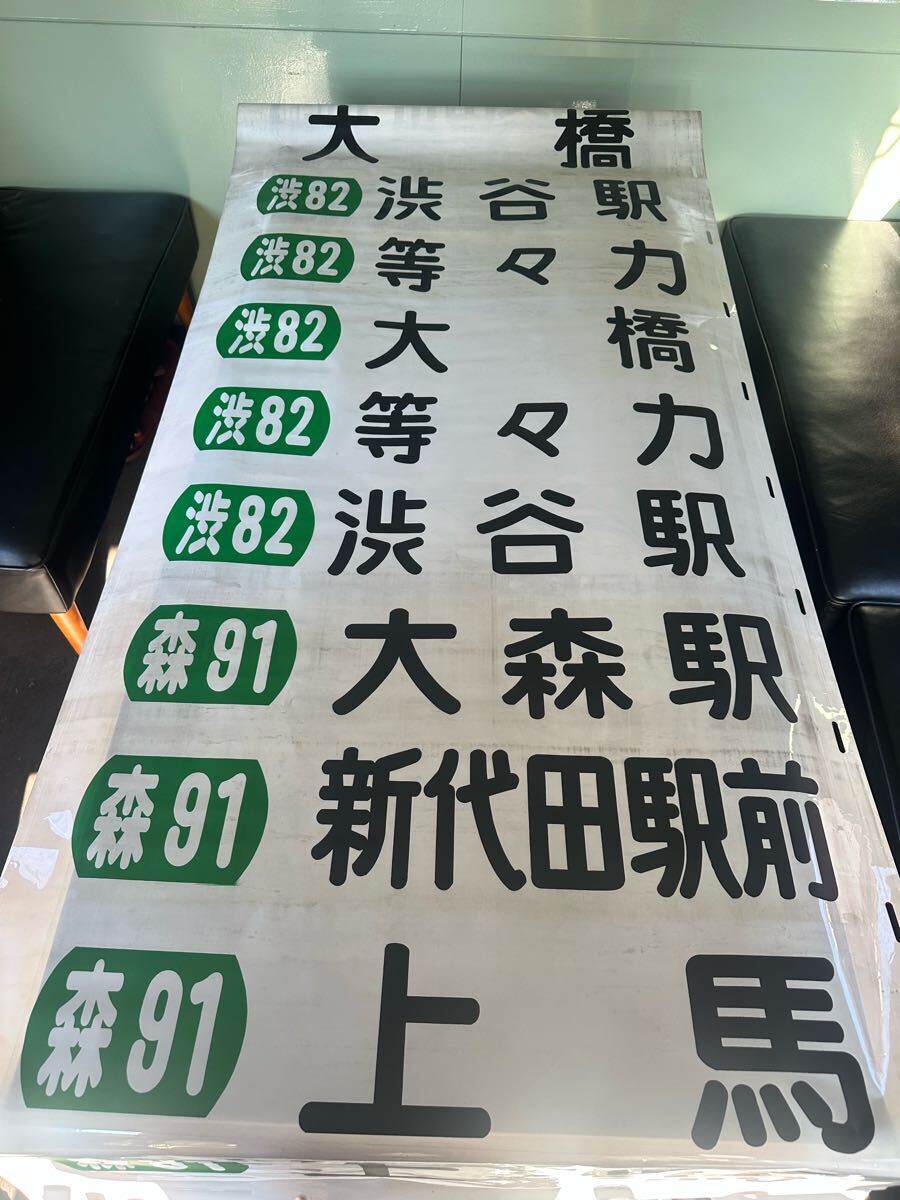 大橋
渋82 渋谷駅
渋82 等々力
渋82 大橋
渋82 等々力
渋82 渋谷駅
森91 大森駅
森91 新代田駅前
森91 上馬